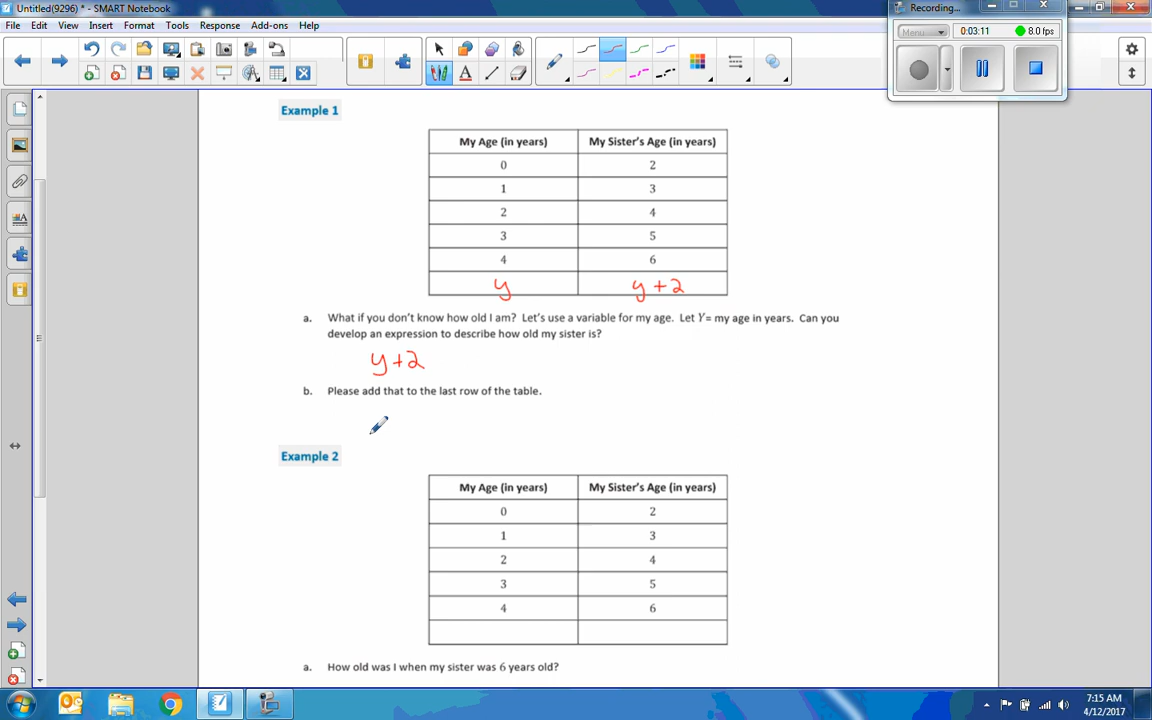 Untitled(9296) * - SMART Notebook
Recording...
File Edit View Insert Format Tools Response Add-ons Help
Menu 0:03:11 8.0 fps
Example 1
My Age (in years) My Sister's Age (in years)
0 2
1 3
2 4
3 5
4 6
y y + 2
a. What if you don't know how old I am? Let's use a variable for my age. Let Y = my age in years. Can you
develop an expression to describe how old my sister is?
y + 2
b. Please add that to the last row of the table.
Example 2
My Age (in years) My Sister's Age (in years)
0 2
1 3
2 4
3 5
4 6
a. How old was I when my sister was 6 years old?
7:15 AM
4/12/2017